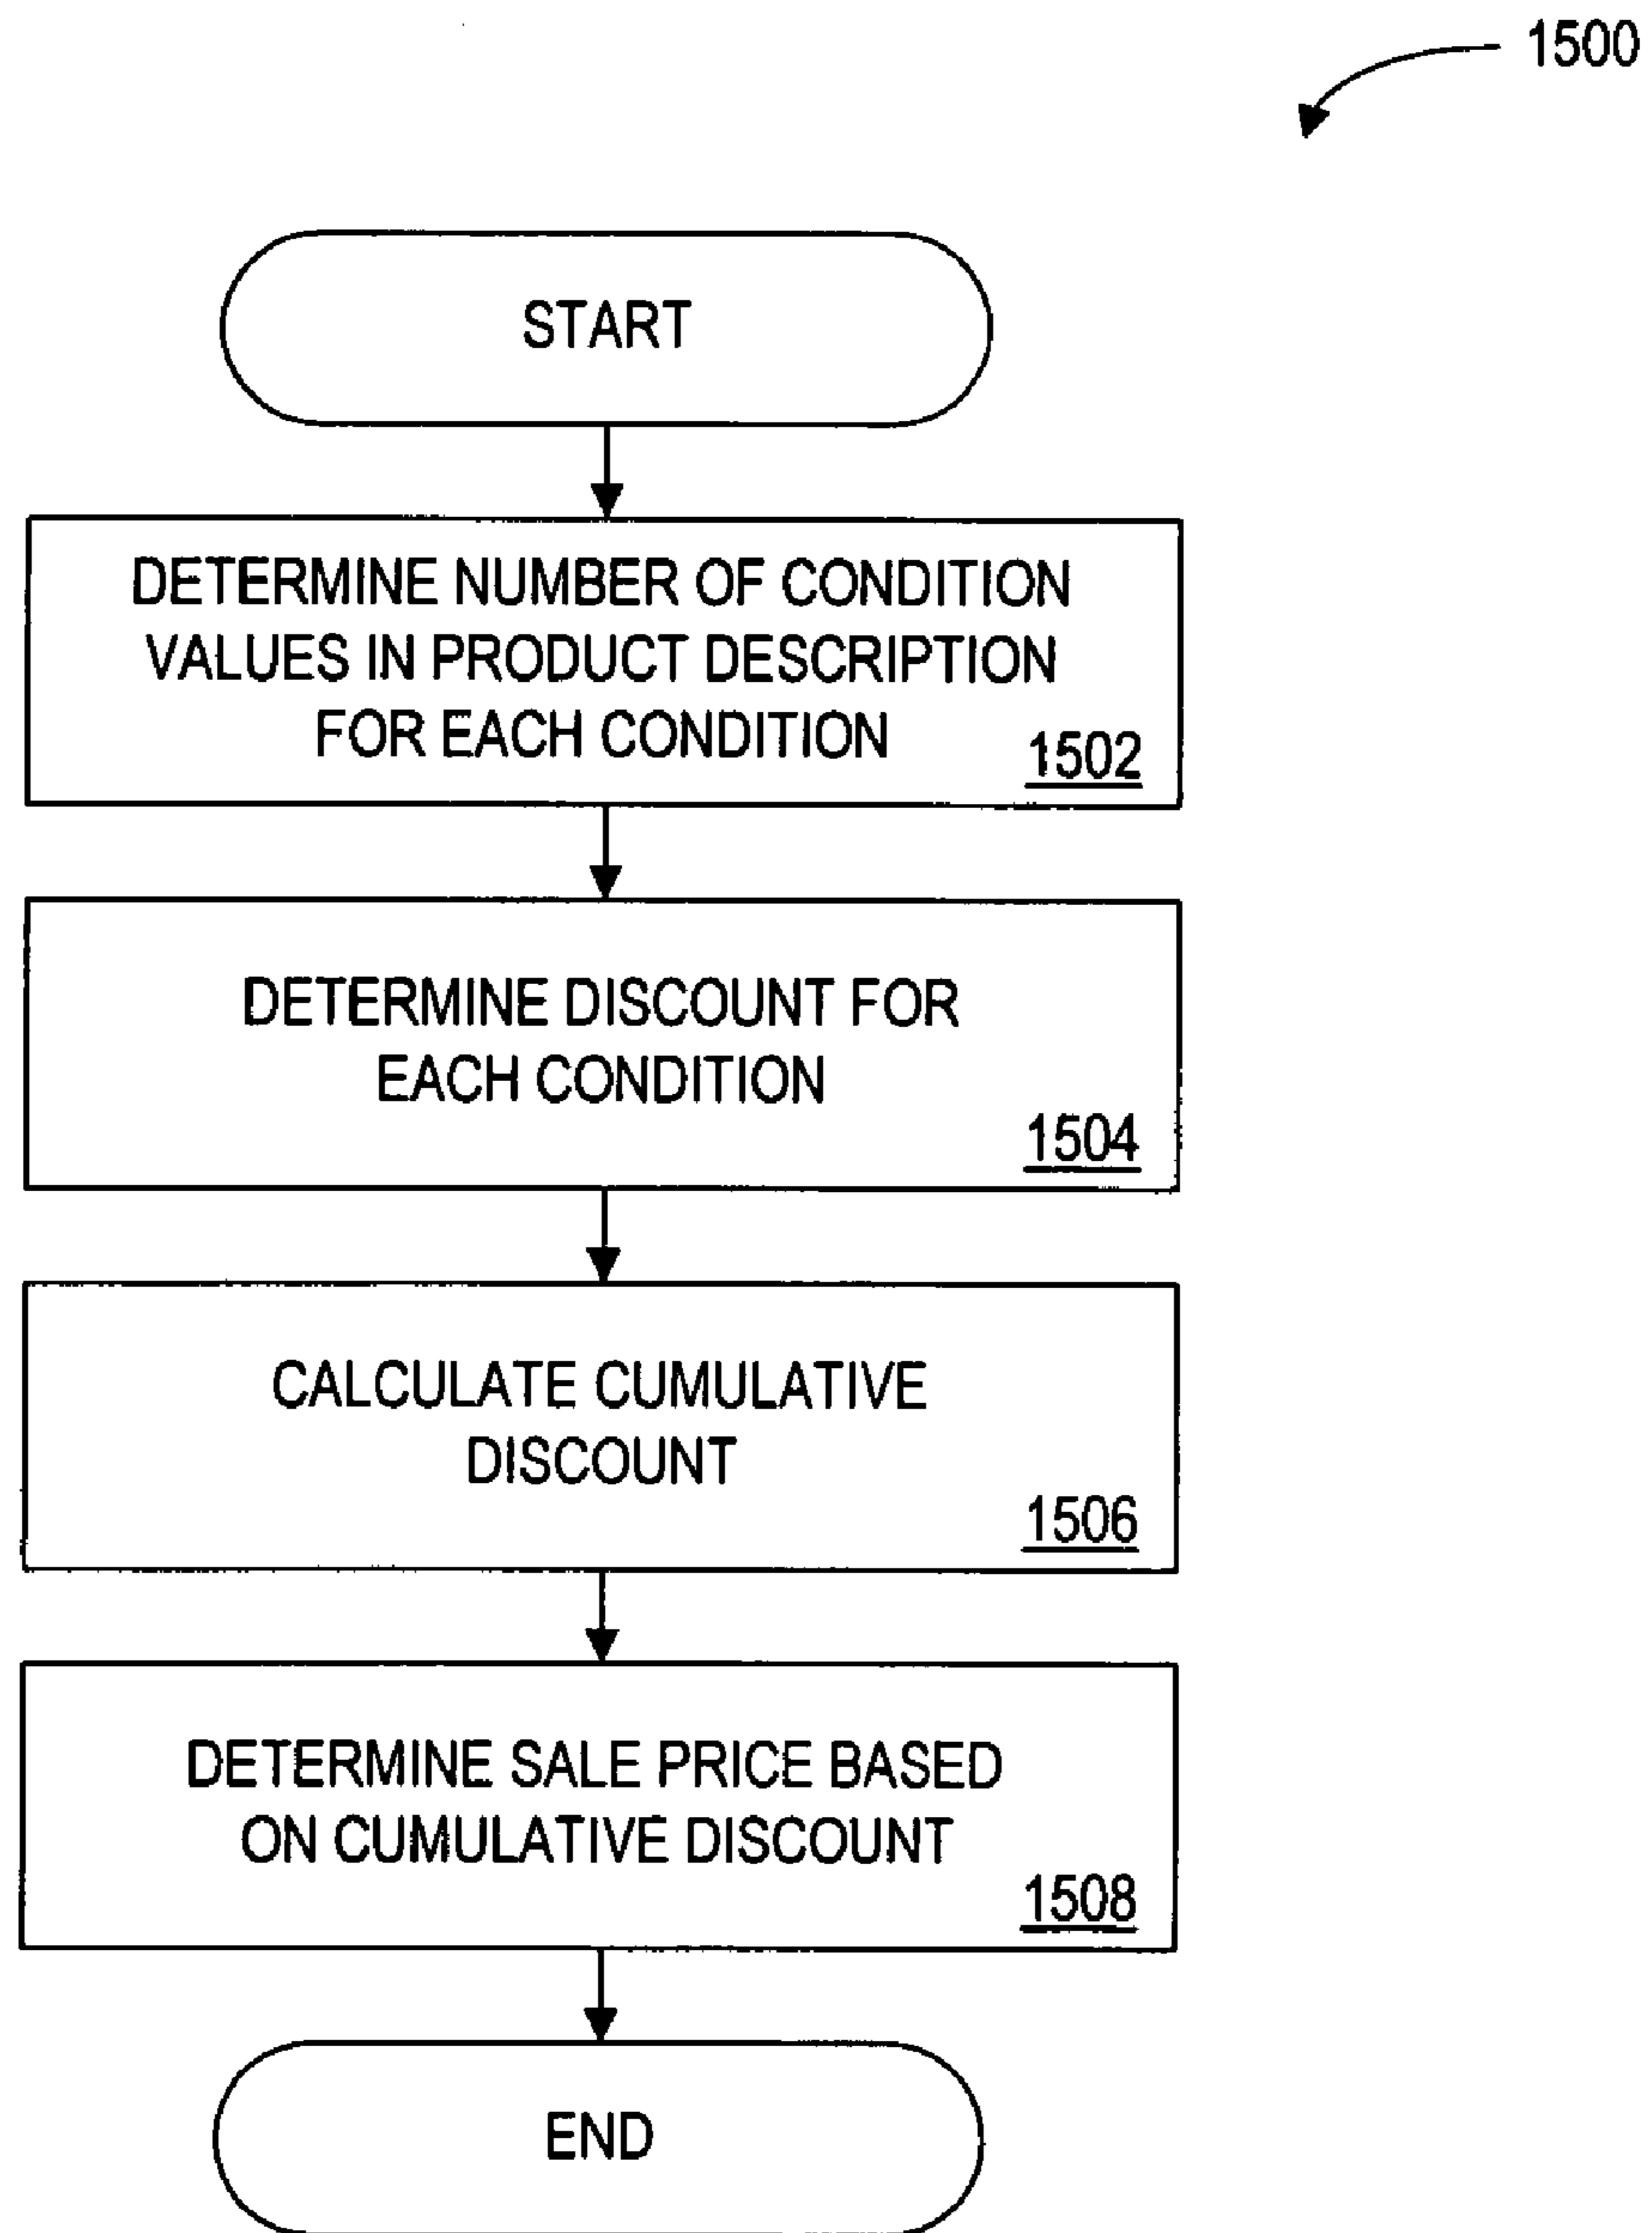 1500
START
DETERMINE NUMBER OF CONDITION
VALUES IN PRODUCT DESCRIPTION
FOR EACH CONDITION
1502
DETERMINE DISCOUNT FOR
EACH CONDITION
1504
CALCULATE CUMULATIVE
DISCOUNT
1506
DETERMINE SALE PRICE BASED
ON CUMULATIVE DISCOUNT
1508
END